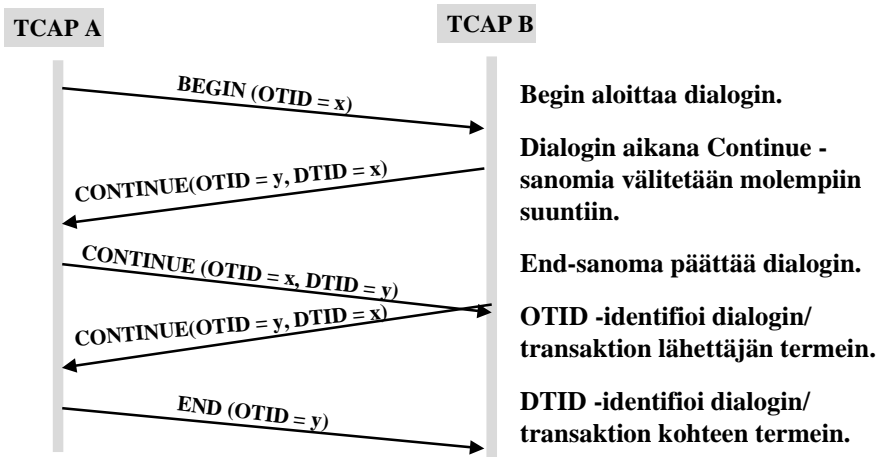 TCAP A
TCAP B
BEGIN (OTID = x)
CONTINUE(OTID = y, DTID = x)
CONTINUE (OTID = x, DTID = y)
CONTINUE(OTID = y, DTID = x)
END (OTID = y)
Begin aloittaa dialogin.
Dialogin aikana Continue -
sanomia välitetään molempiin
suuntiin.
End-sanoma päättää dialogin.
OTID -identifioi dialogin/
transaktion lähettäjän termein.
DTID -identifioi dialogin/
transaktion kohteen termein.